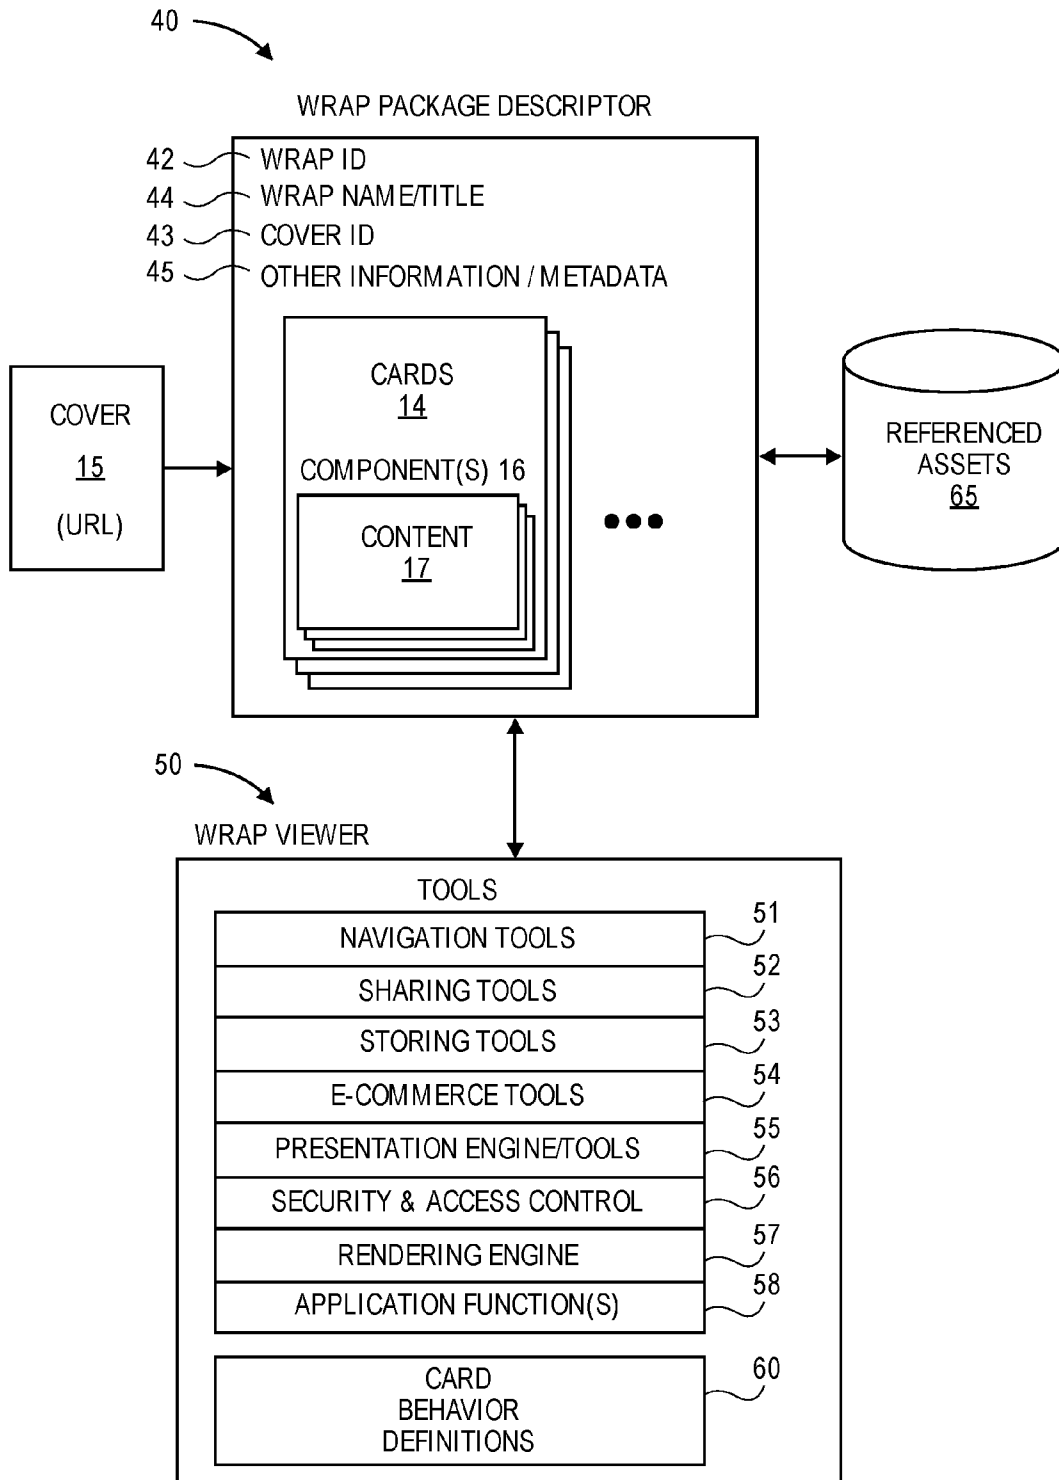 40
WRAP PACKAGE DESCRIPTOR
42 WRAP ID
44 WRAP NAME/TITLE
43 COVER ID
45 OTHER INFORMATION / METADATA
COVER
15
(URL)
CARDS
14
COMPONENT(S) 16
CONTENT
17
REFERENCED
ASSETS
65
50
WRAP VIEWER
TOOLS
NAVIGATION TOOLS 51
SHARING TOOLS 52
STORING TOOLS 53
E-COMMERCE TOOLS 54
PRESENTATION ENGINE/TOOLS 55
SECURITY & ACCESS CONTROL 56
RENDERING ENGINE 57
APPLICATION FUNCTION(S) 58
CARD 60
BEHAVIOR
DEFINITIONS